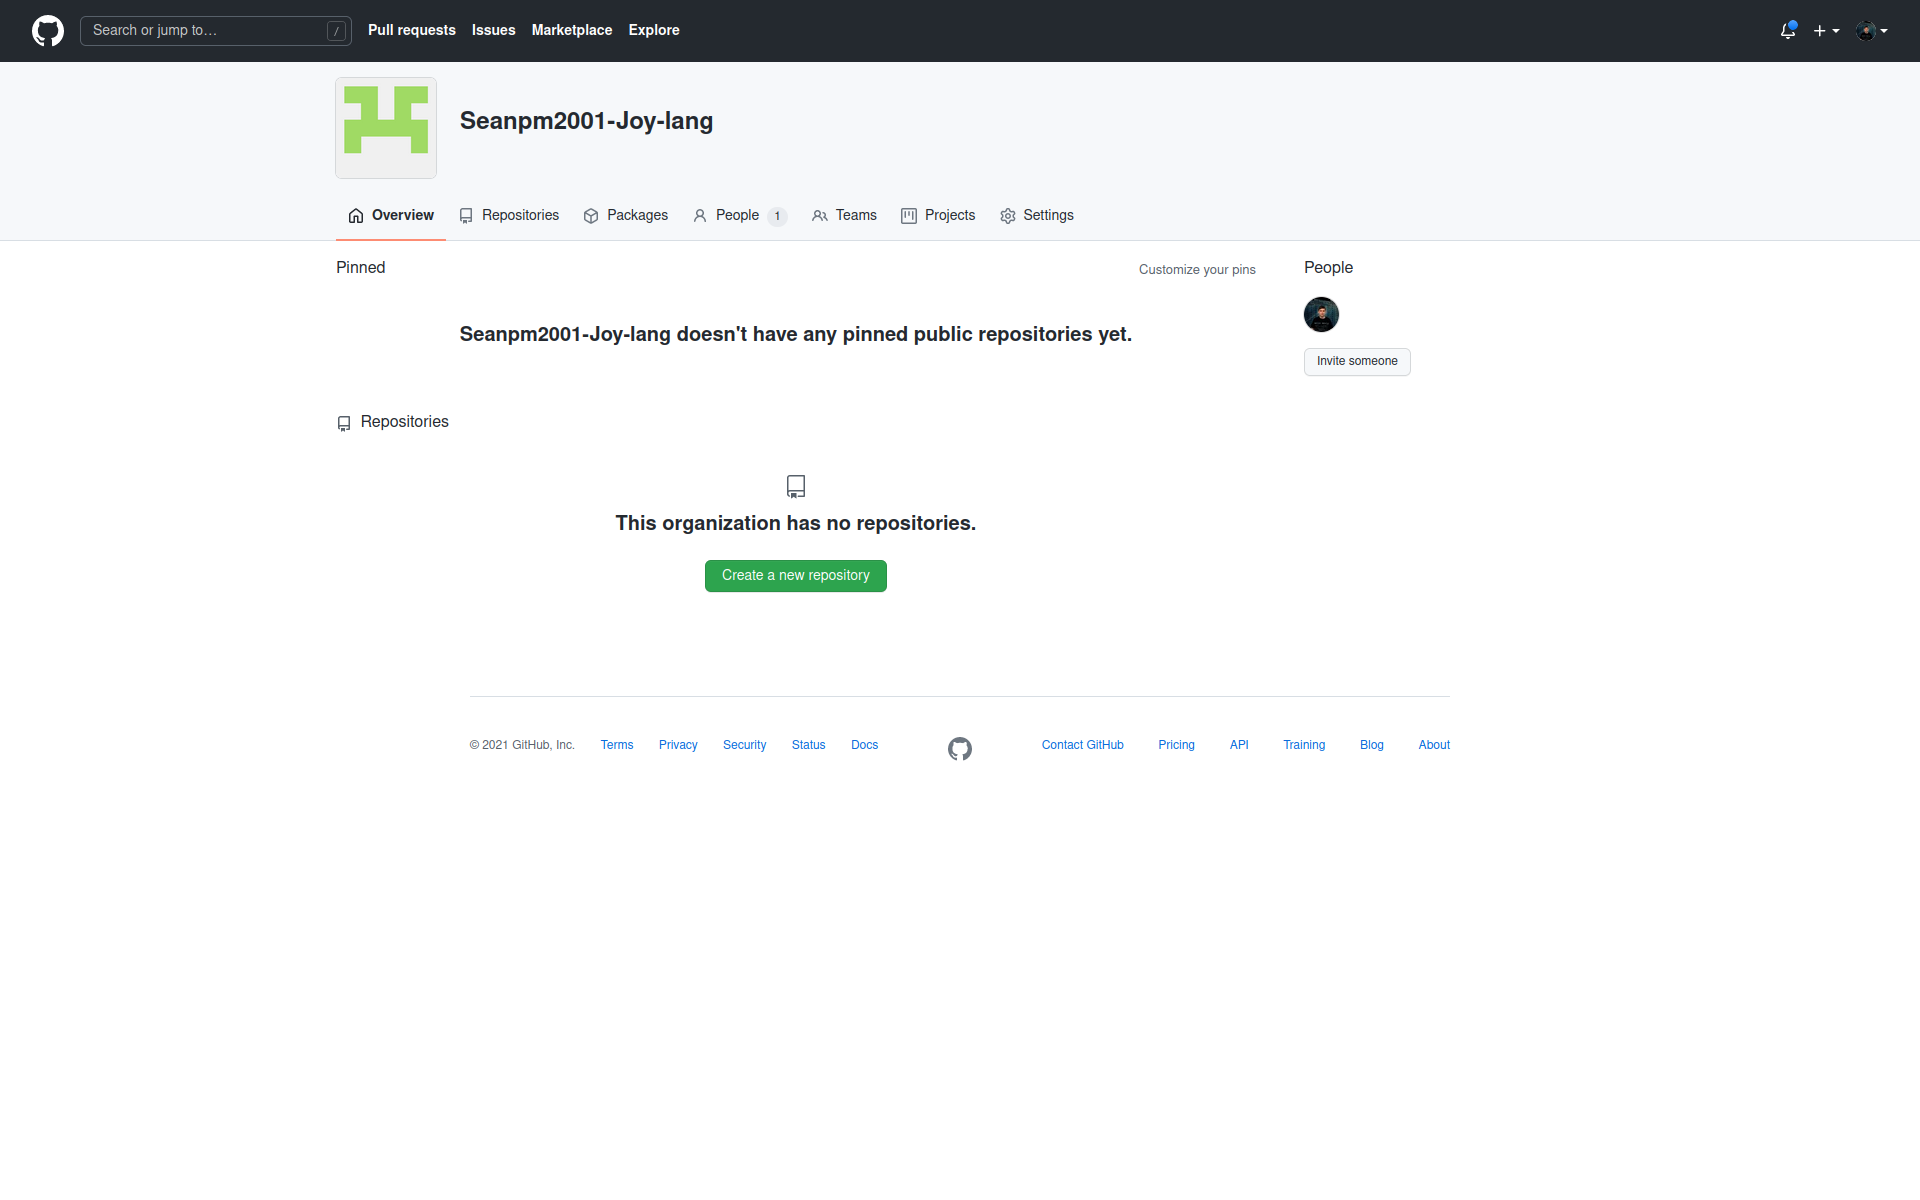 Search or jump to…
/
Pull requests
Issues
Marketplace
Explore
Seanpm2001-Joy-lang
Overview
Repositories
Packages
People 1
Teams
Projects
Settings
Pinned
Customize your pins
Seanpm2001-Joy-lang doesn't have any pinned public repositories yet.
People
Invite someone
Repositories
This organization has no repositories.
Create a new repository
© 2021 GitHub, Inc.
Terms
Privacy
Security
Status
Docs
Contact GitHub
Pricing
API
Training
Blog
About